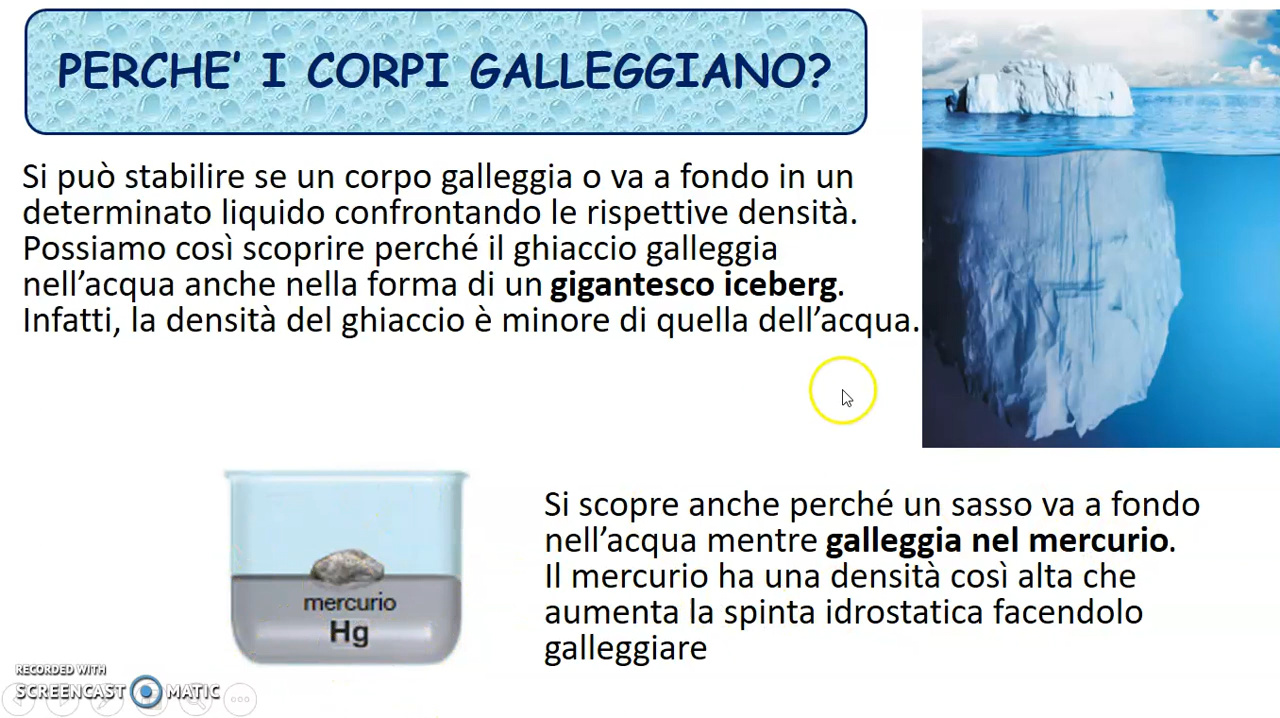 PERCHE' I CORPI GALLEGGIANO?
Si può stabilire se un corpo galleggia o va a fondo in un
determinato liquido confrontando le rispettive densità.
Possiamo così scoprire perché il ghiaccio galleggia
nell'acqua anche nella forma di un gigantesco iceberg.
Infatti, la densità del ghiaccio è minore di quella dell'acqua.
mercurio
Hg
Si scopre anche perché un sasso va a fondo
nell'acqua mentre galleggia nel mercurio.
Il mercurio ha una densità così alta che
aumenta la spinta idrostatica facendolo
galleggiare
RECORDED WITH
SCREENCAST MATIC